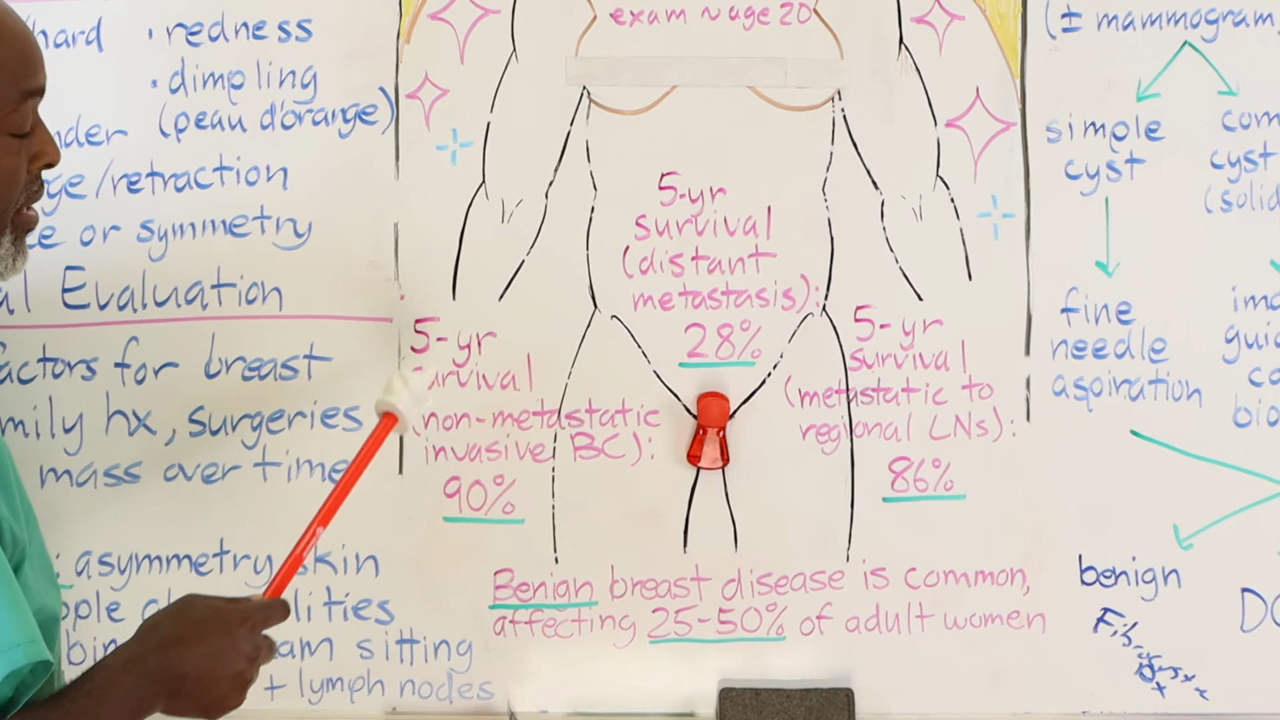 hard · redness
· dimpling
nder (peau d'orange)
ge/retraction
e or symmetry
al Evaluation
actors for breast
mily hx, surgeries
mass over time
: asymmetry skin
lities
am sitting
+ lymph nodes
exam ~ age 20
5-yr
survival
(distant
metastasis):
28%
5-yr
survival
(non-metastatic
invasive BC):
90%
5-yr
survival
(metastatic to
regional LNs):
86%
Benign breast disease is common,
affecting 25-50% of adult women
(± mammogram
simple
cyst
com
cyst
(solid
fine
needle
aspiration
ima
guid
co
bio
benign